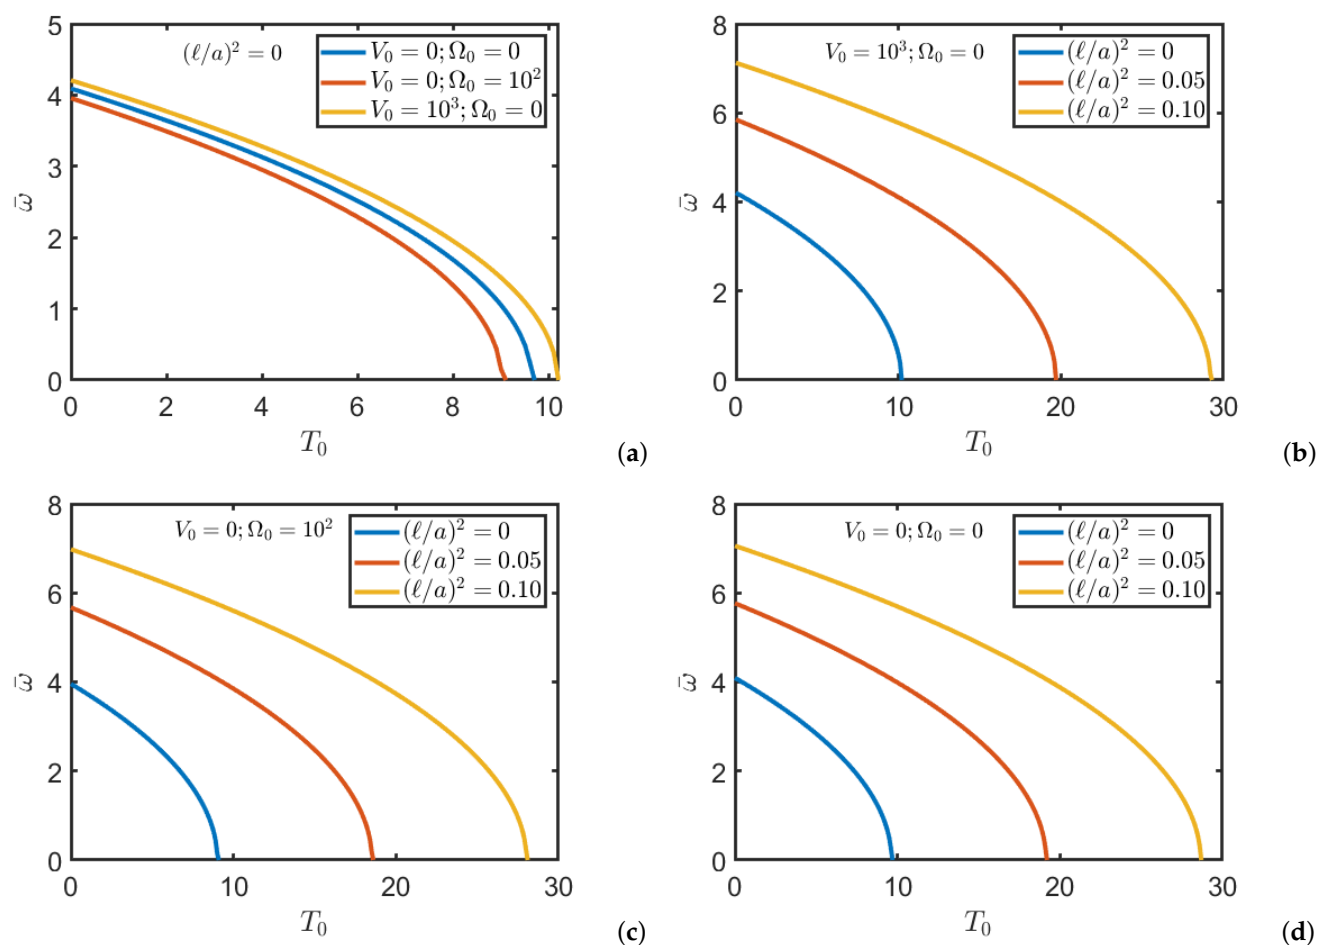 (ℓ/a)² = 0
V₀ = 0; Ω₀ = 0
V₀ = 0; Ω₀ = 10²
V₀ = 10³; Ω₀ = 0
5
4
3
2
1
0
ω̄
0 2 4 6 8 10
T₀
(a)
V₀ = 10³; Ω₀ = 0
(ℓ/a)² = 0
(ℓ/a)² = 0.05
(ℓ/a)² = 0.10
8
6
4
2
0
ω̄
0 10 20 30
T₀
(b)
V₀ = 0; Ω₀ = 10²
(ℓ/a)² = 0
(ℓ/a)² = 0.05
(ℓ/a)² = 0.10
8
6
4
2
0
ω̄
0 10 20 30
T₀
(c)
V₀ = 0; Ω₀ = 0
(ℓ/a)² = 0
(ℓ/a)² = 0.05
(ℓ/a)² = 0.10
8
6
4
2
0
ω̄
0 10 20 30
T₀
(d)